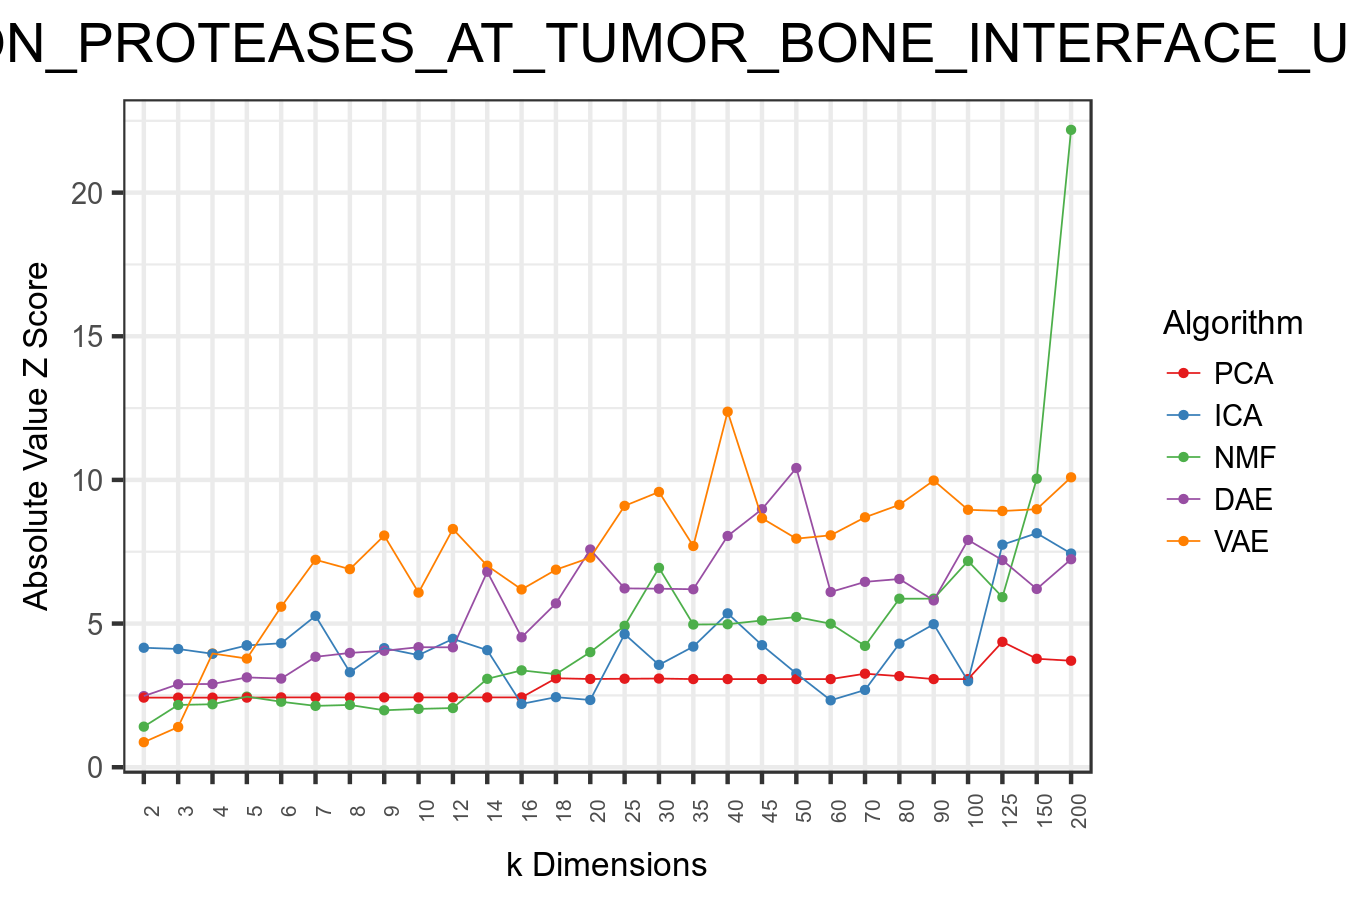 ON_PROTEASES_AT_TUMOR_BONE_INTERFACE_U
Absolute Value Z Score
20
15
10
5
0
2 3 4 5 6 7 8 9 10 12 14 16 18 20 25 30 35 40 45 50 60 70 80 90 100 125 150 200
k Dimensions
Algorithm
PCA
ICA
NMF
DAE
VAE